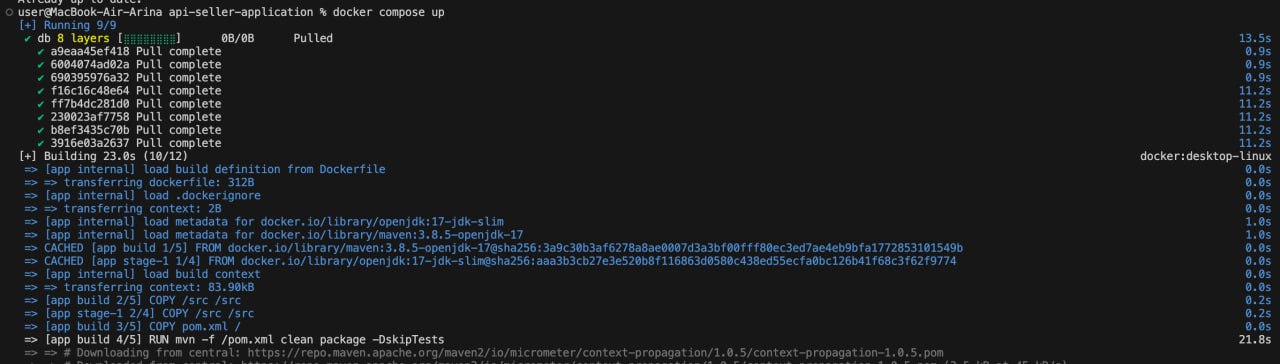 Already up to date.
user@MacBook-Air-Arina api-seller-application % docker compose up
[+] Running 9/9
✔ db 8 layers [⣿⣿⣿⣿⣿⣿⣿⣿] 0B/0B Pulled 13.5s
✔ a9eaa45ef418 Pull complete 0.9s
✔ 6004074ad02a Pull complete 0.9s
✔ 690395976a32 Pull complete 0.9s
✔ f16c16c48e64 Pull complete 11.2s
✔ ff7b4dc281d0 Pull complete 11.2s
✔ 230023af7758 Pull complete 11.2s
✔ b8ef3435c70b Pull complete 11.2s
✔ 3916e03a2637 Pull complete 11.2s
[+] Building 23.0s (10/12) docker:desktop-linux
=> [app internal] load build definition from Dockerfile 0.0s
=> => transferring dockerfile: 312B 0.0s
=> [app internal] load .dockerignore 0.0s
=> => transferring context: 2B 0.0s
=> [app internal] load metadata for docker.io/library/openjdk:17-jdk-slim 1.0s
=> [app internal] load metadata for docker.io/library/maven:3.8.5-openjdk-17 1.0s
=> CACHED [app build 1/5] FROM docker.io/library/maven:3.8.5-openjdk-17@sha256:3a9c30b3af6278a8ae0007d3a3bf00fff80ec3ed7ae4eb9bfa1772853101549b 0.0s
=> CACHED [app stage-1 1/4] FROM docker.io/library/openjdk:17-jdk-slim@sha256:aaa3b3cb27e3e520b8f116863d0580c438ed55ecfa0bc126b41f68c3f62f9774 0.0s
=> [app internal] load build context 0.0s
=> => transferring context: 83.90kB 0.0s
=> [app build 2/5] COPY /src /src 0.2s
=> [app stage-1 2/4] COPY /src /src 0.2s
=> [app build 3/5] COPY pom.xml / 0.0s
=> [app build 4/5] RUN mvn -f /pom.xml clean package -DskipTests 21.8s
=> => # Downloading from central: https://repo.maven.apache.org/maven2/io/micrometer/context-propagation/1.0.5/context-propagation-1.0.5.pom